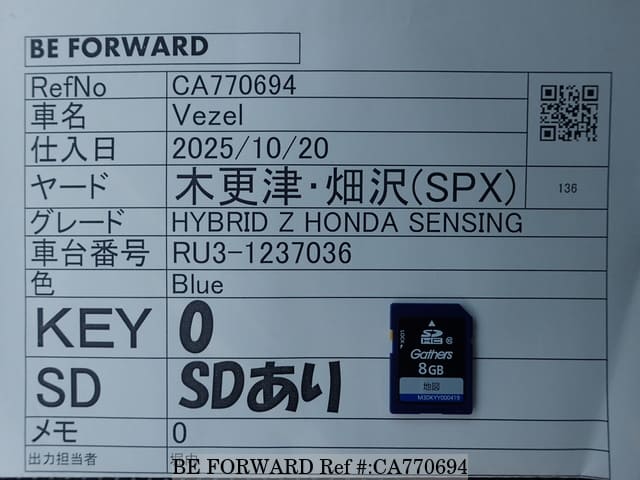 BE FORWARD
RefNo CA770694
車名 Vezel
仕入日 2025/10/20
ヤード 木更津・畑沢(SPX) 136
グレード HYBRID Z HONDA SENSING
車台番号 RU3-1237036
色 Blue
KEY 0
SD SDあり
LOCK
SD HC 10
Gathers
8GB
地図
M3DKYY000419
メモ 0
出力担当者
BE FORWARD Ref #:CA770694